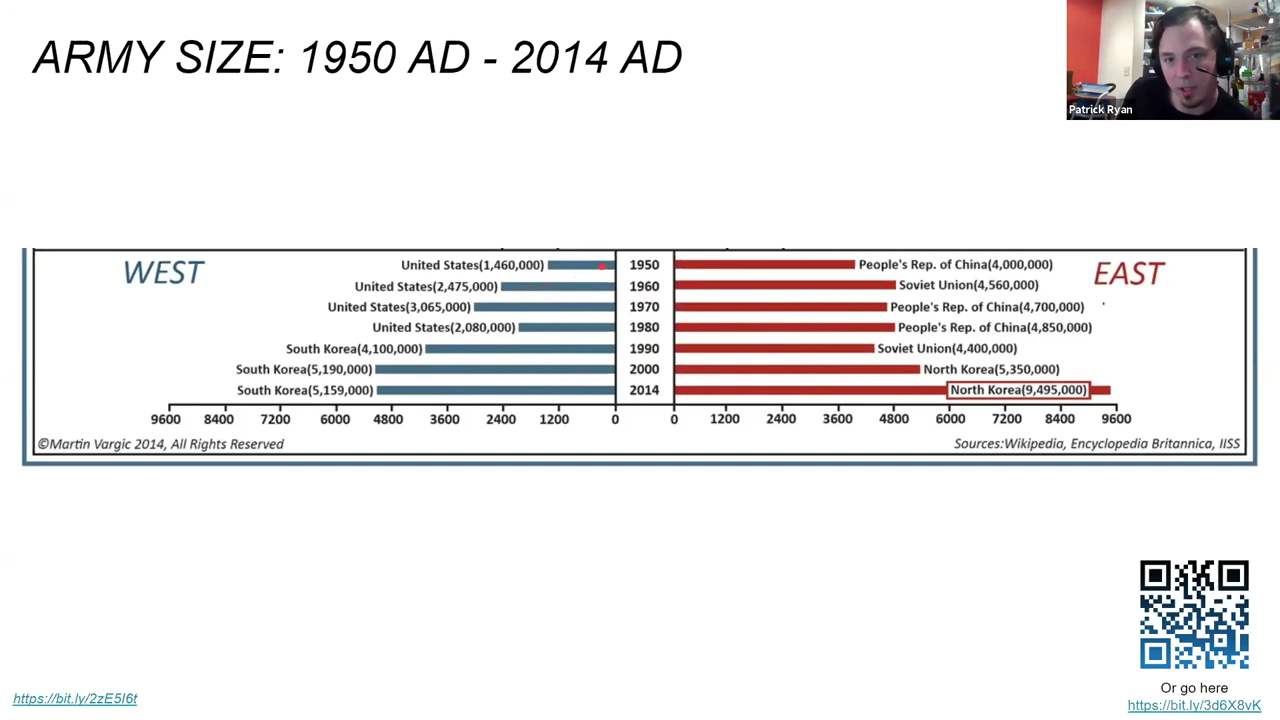 ARMY SIZE: 1950 AD - 2014 AD
Patrick Ryan
WEST
EAST
United States(1,460,000) 1950 People's Rep. of China(4,000,000)
United States(2,475,000) 1960 Soviet Union(4,560,000)
United States(3,065,000) 1970 People's Rep. of China(4,700,000)
United States(2,080,000) 1980 People's Rep. of China(4,850,000)
South Korea(4,100,000) 1990 Soviet Union(4,400,000)
South Korea(5,190,000) 2000 North Korea(5,350,000)
South Korea(5,159,000) 2014 North Korea(9,495,000)
9600 8400 7200 6000 4800 3600 2400 1200 0 0 1200 2400 3600 4800 6000 7200 8400 9600
©Martin Vargic 2014, All Rights Reserved
Sources:Wikipedia, Encyclopedia Britannica, IISS
Or go here
https://bit.ly/2zE5I6t
https://bit.ly/3d6X8vK